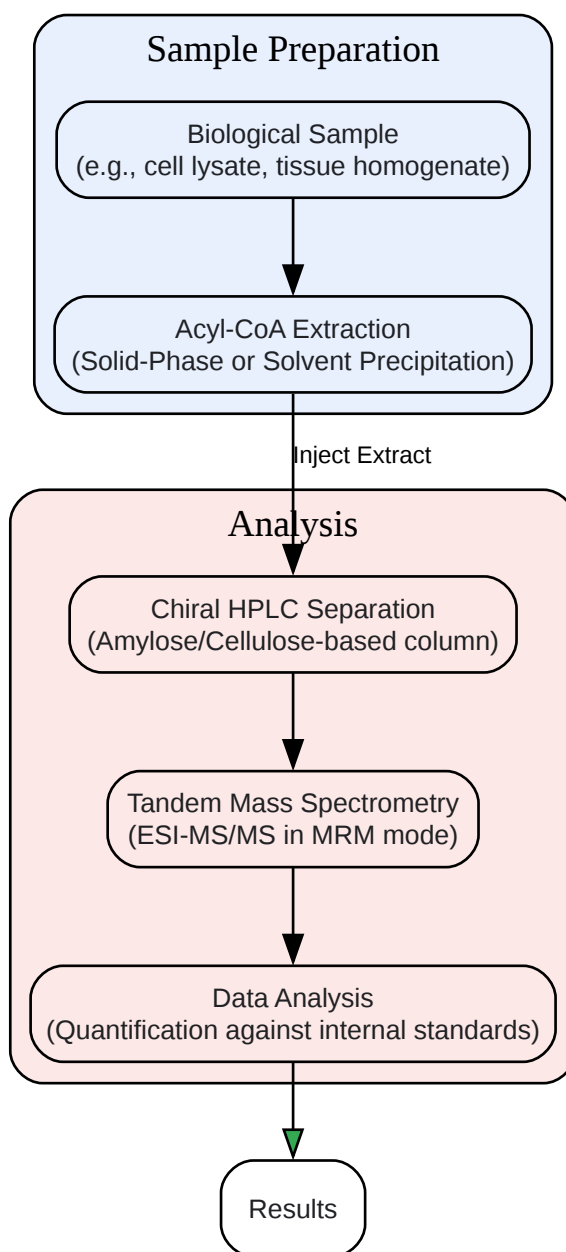 Sample Preparation
Biological Sample
(e.g., cell lysate, tissue homogenate)
Acyl-CoA Extraction
(Solid-Phase or Solvent Precipitation)
Inject Extract
Analysis
Chiral HPLC Separation
(Amylose/Cellulose-based column)
Tandem Mass Spectrometry
(ESI-MS/MS in MRM mode)
Data Analysis
(Quantification against internal standards)
Results